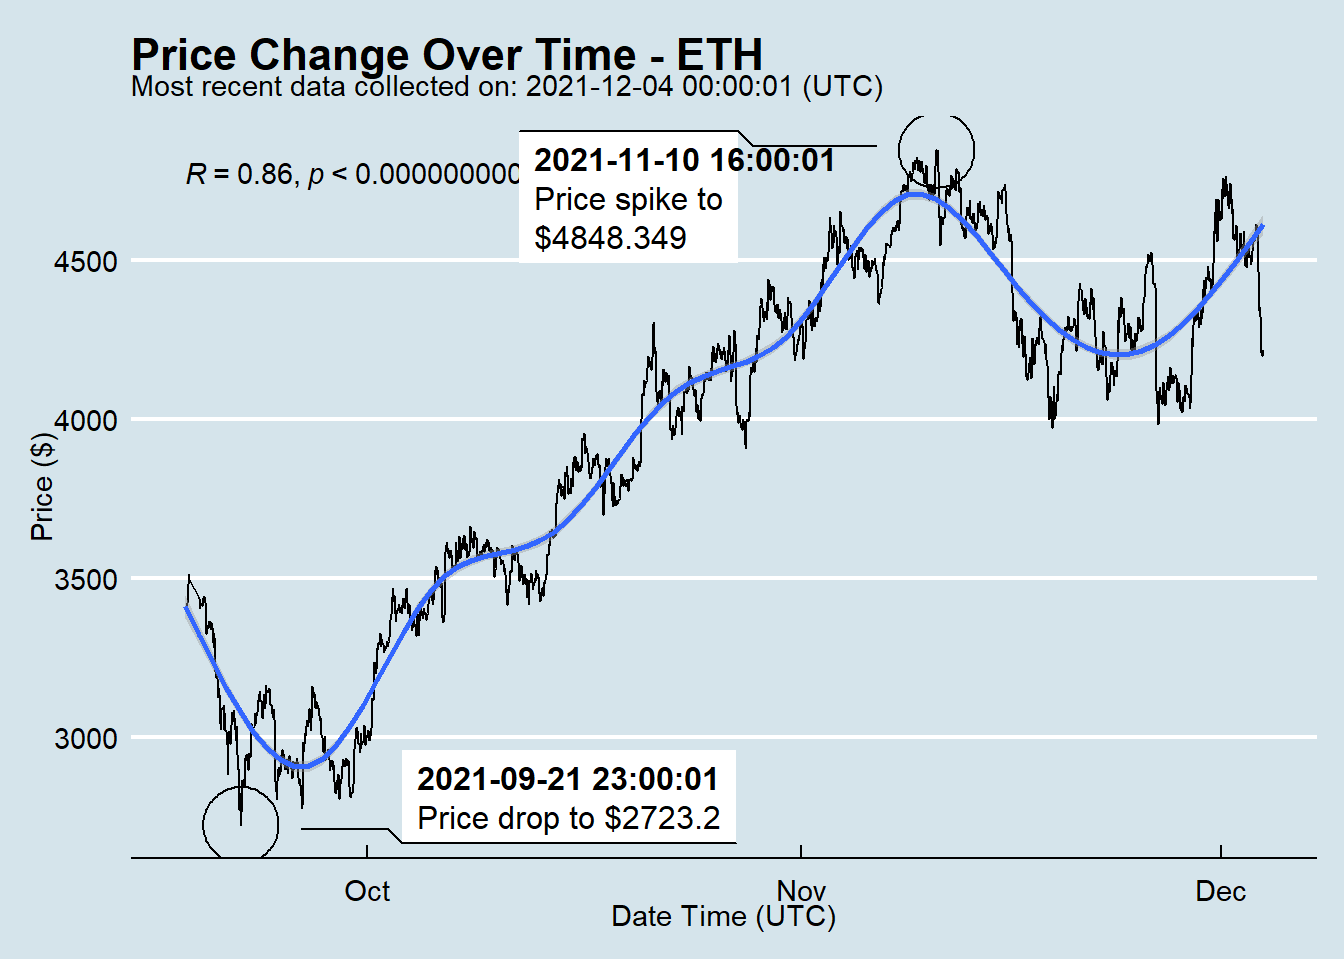 Price Change Over Time - ETH
Most recent data collected on: 2021-12-04 00:00:01 (UTC)
R = 0.86, p < 0.000000000
2021-11-10 16:00:01
Price spike to
$4848.349
4500
4000
3500
3000
Price ($)
2021-09-21 23:00:01
Price drop to $2723.2
Oct
Nov
Dec
Date Time (UTC)